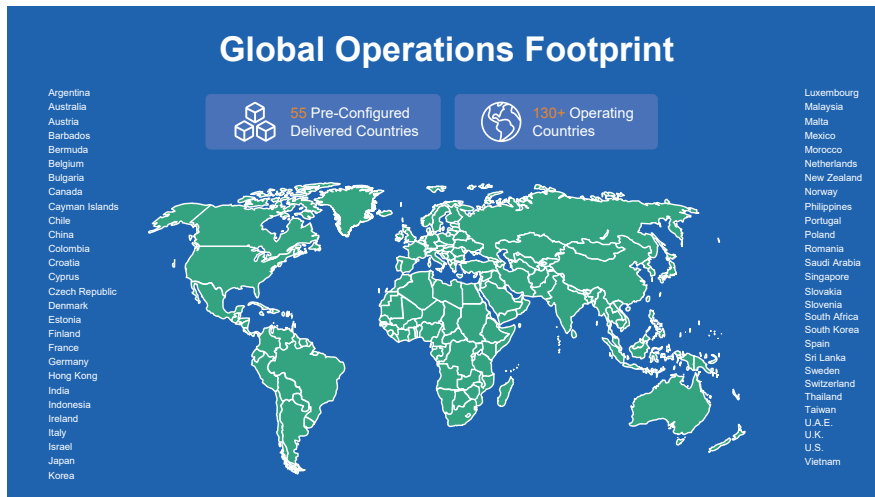 Global Operations Footprint
55 Pre-Configured
Delivered Countries
130+ Operating
Countries
Argentina
Australia
Austria
Barbados
Bermuda
Belgium
Bulgaria
Canada
Cayman Islands
Chile
China
Colombia
Croatia
Cyprus
Czech Republic
Denmark
Estonia
Finland
France
Germany
Hong Kong
India
Indonesia
Ireland
Italy
Israel
Japan
Korea
Luxembourg
Malaysia
Malta
Mexico
Morocco
Netherlands
New Zealand
Norway
Philippines
Portugal
Poland
Romania
Saudi Arabia
Singapore
Slovakia
Slovenia
South Africa
South Korea
Spain
Sri Lanka
Sweden
Switzerland
Thailand
Taiwan
U.A.E.
U.K.
U.S.
Vietnam